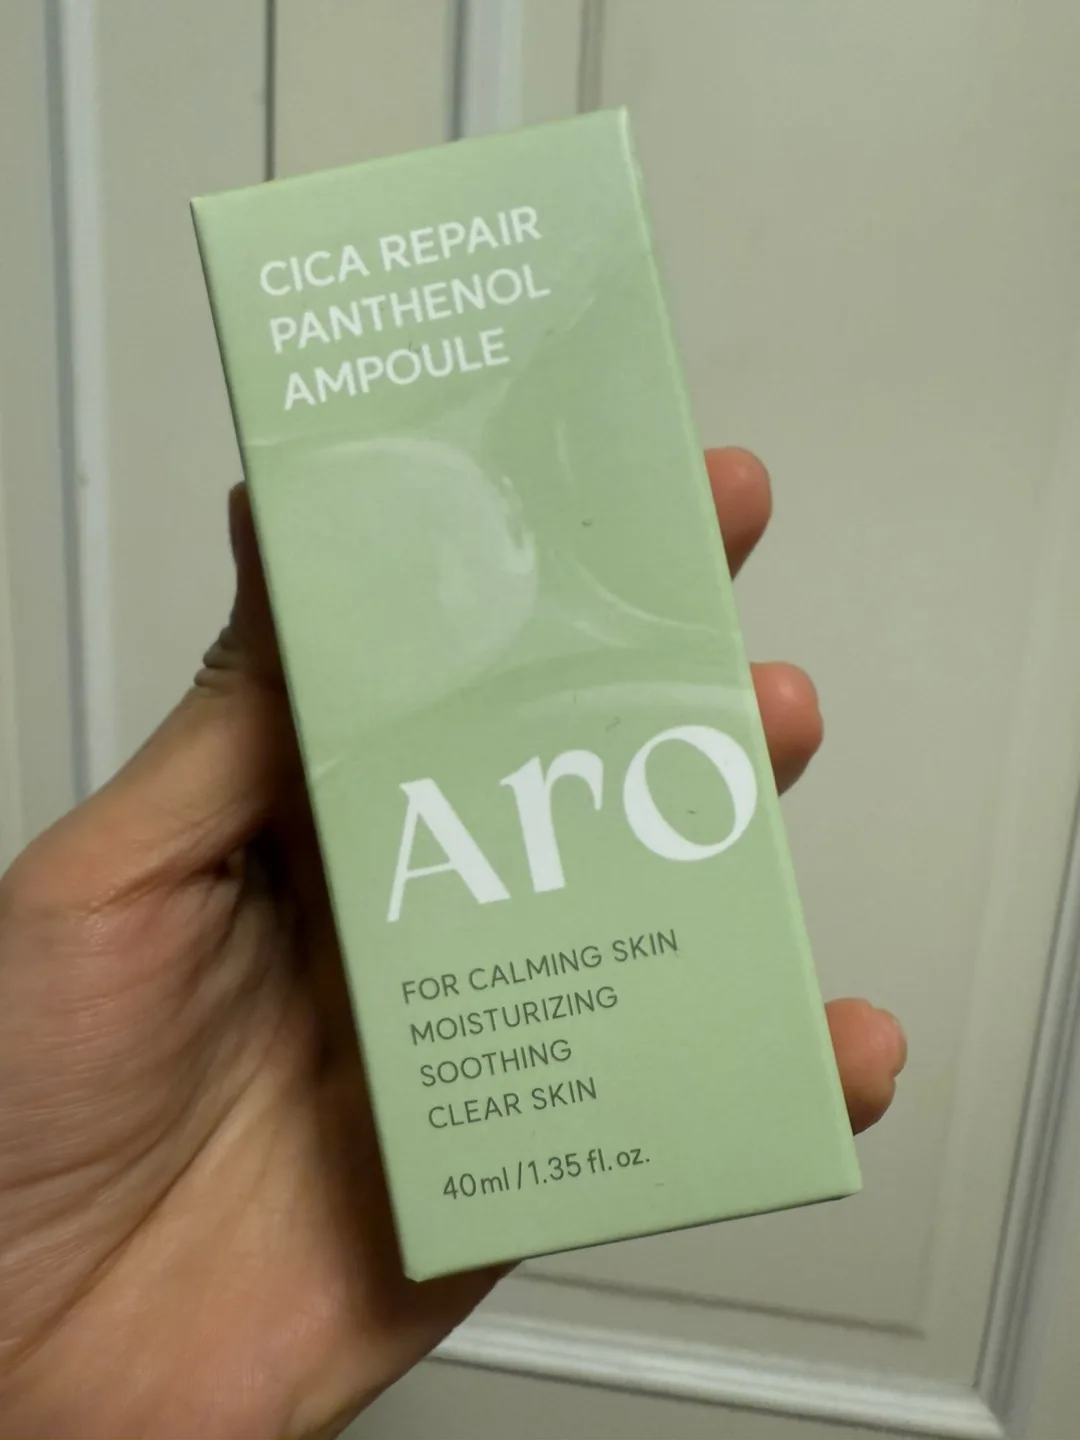 CICA REPAIR
PANTHENOL
AMPOULE
Aro
FOR CALMING SKIN
MOISTURIZING
SOOTHING
CLEAR SKIN
40ml/1.35 fl.oz.